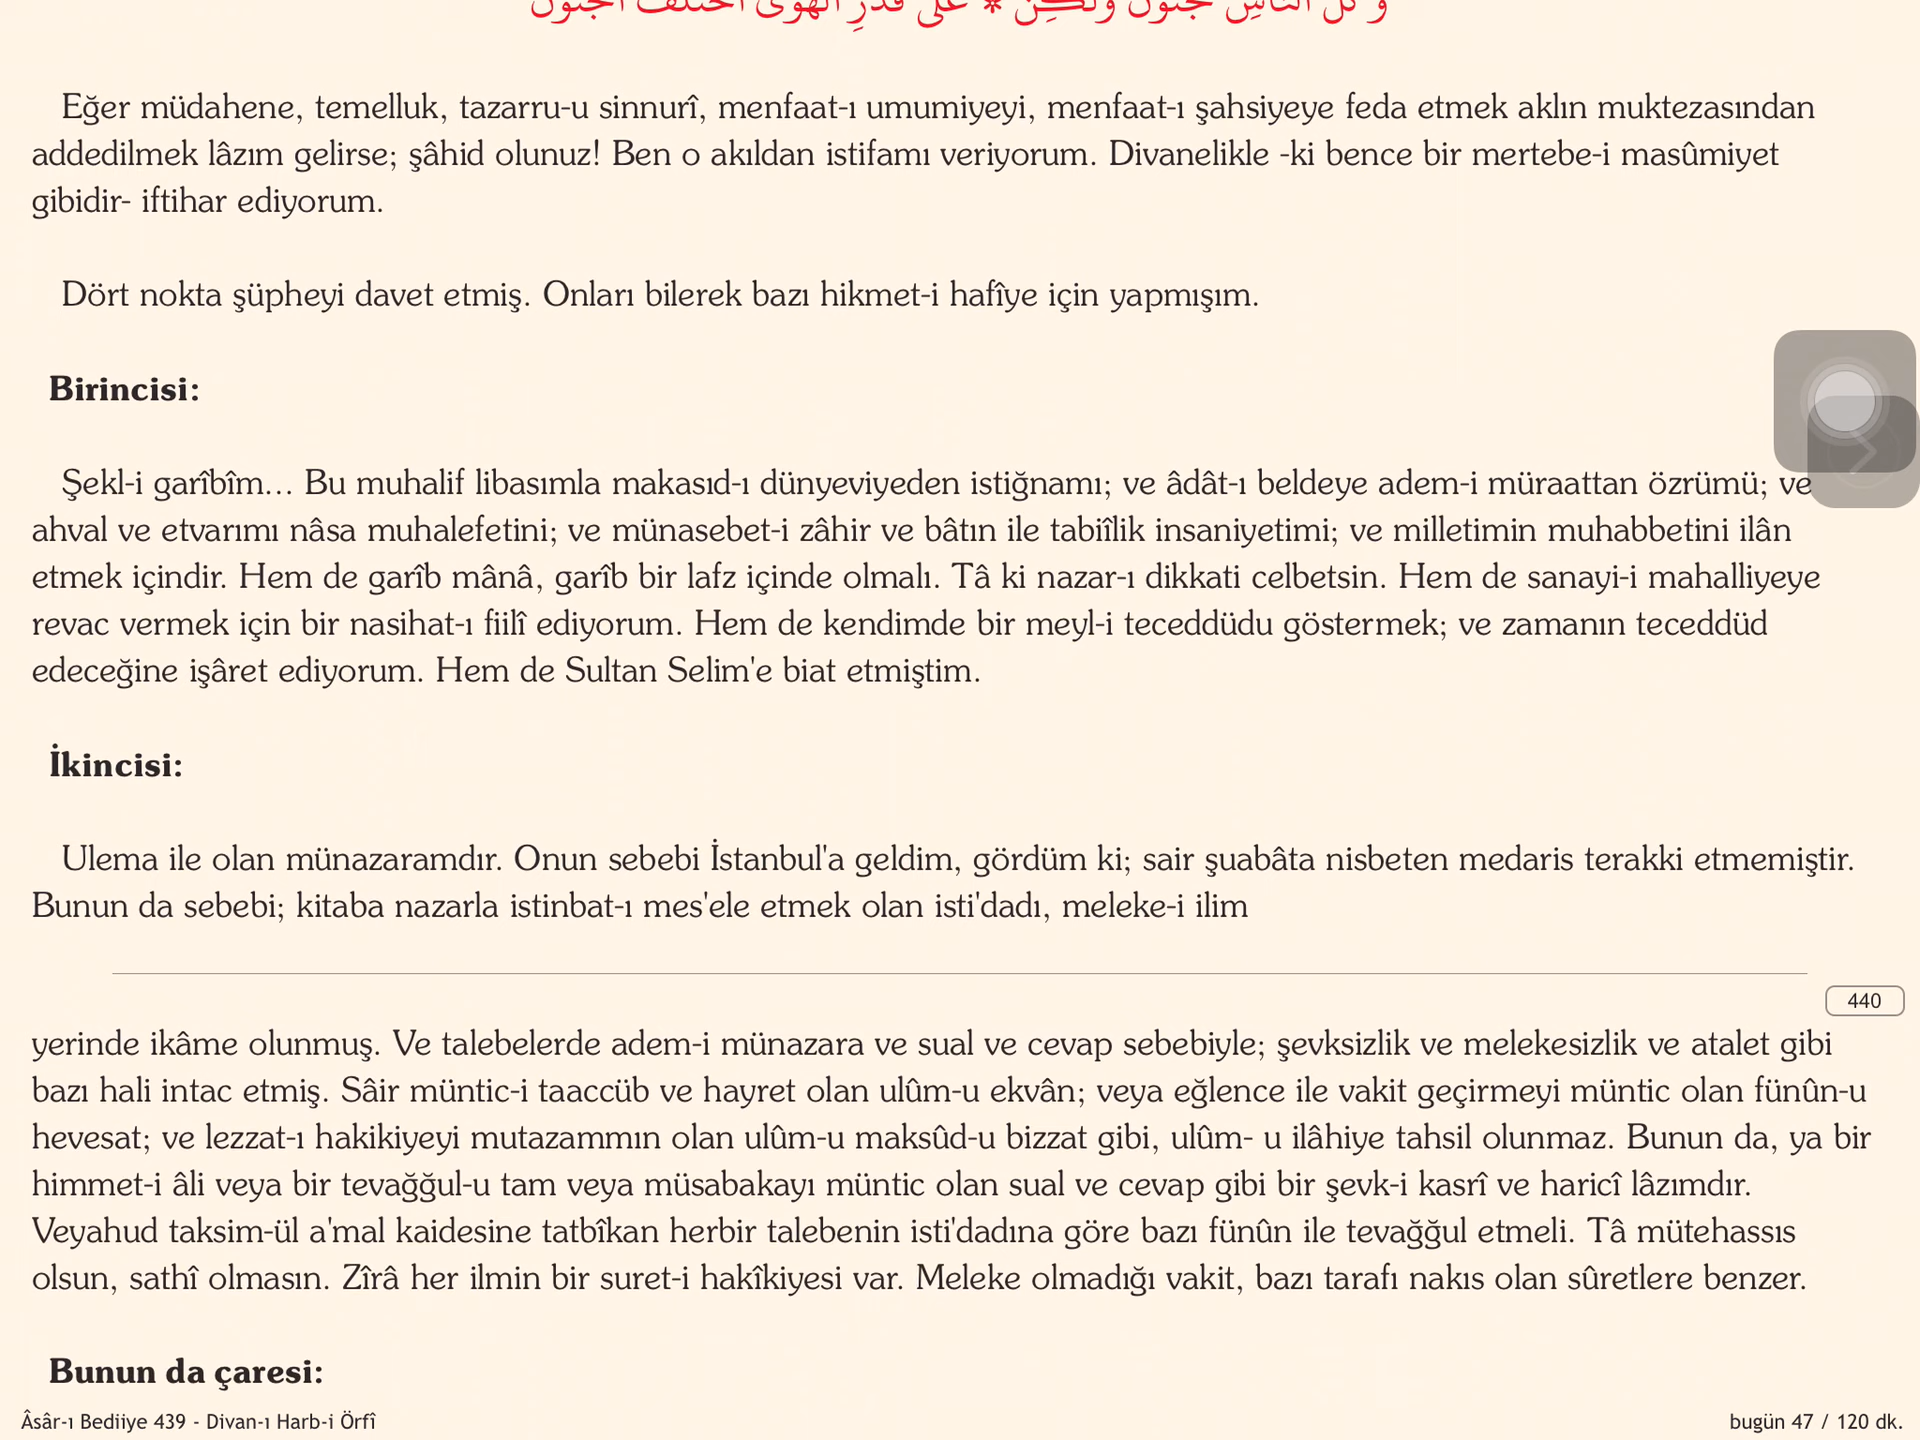 و كل الناس مجنون ولكن * على قدر الهوى اختلف الجنون
Eğer müdahene, temelluk, tazarru-u sinnurî, menfaat-ı umumiyeyi, menfaat-ı şahsiyeye feda etmek aklın muktezasından
addedilmek lâzım gelirse; şâhid olunuz! Ben o akıldan istifamı veriyorum. Divanelikle -ki bence bir mertebe-i masûmiyet
gibidir- iftihar ediyorum.
Dört nokta şüpheyi davet etmiş. Onları bilerek bazı hikmet-i hafîye için yapmışım.
Birincisi:
Şekl-i garîbîm... Bu muhalif libasımla makasıd-ı dünyeviyeden istiğnamı; ve âdât-ı beldeye adem-i müraattan özrümü; ve
ahval ve etvarımı nâsa muhalefetini; ve münasebet-i zâhir ve bâtın ile tabiîlik insaniyetimi; ve milletimin muhabbetini ilân
etmek içindir. Hem de garîb mânâ, garîb bir lafz içinde olmalı. Tâ ki nazar-ı dikkati celbetsin. Hem de sanayi-i mahalliyeye
revac vermek için bir nasihat-ı fiilî ediyorum. Hem de kendimde bir meyl-i teceddüdu göstermek; ve zamanın teceddüd
edeceğine işâret ediyorum. Hem de Sultan Selim'e biat etmiştim.
İkincisi:
Ulema ile olan münazaramdır. Onun sebebi İstanbul'a geldim, gördüm ki; sair şuabâta nisbeten medaris terakki etmemiştir.
Bunun da sebebi; kitaba nazarla istinbat-ı mes'ele etmek olan isti'dadı, meleke-i ilim
440
yerinde ikâme olunmuş. Ve talebelerde adem-i münazara ve sual ve cevap sebebiyle; şevksizlik ve melekesizlik ve atalet gibi
bazı hali intac etmiş. Sâir müntic-i taaccüb ve hayret olan ulûm-u ekvân; veya eğlence ile vakit geçirmeyi müntic olan fünûn-u
hevesat; ve lezzat-ı hakikiyeyi mutazammın olan ulûm-u maksûd-u bizzat gibi, ulûm- u ilâhiye tahsil olunmaz. Bunun da, ya bir
himmet-i âli veya bir tevağğul-u tam veya müsabakayı müntic olan sual ve cevap gibi bir şevk-i kasrî ve haricî lâzımdır.
Veyahud taksim-ül a'mal kaidesine tatbîkan herbir talebenin isti'dadına göre bazı fünûn ile tevağğul etmeli. Tâ mütehassıs
olsun, sathî olmasın. Zîrâ her ilmin bir suret-i hakîkiyesi var. Meleke olmadığı vakit, bazı tarafı nakıs olan sûretlere benzer.
Bunun da çaresi:
Âsâr-ı Bediiye 439 - Divan-ı Harb-i Örfî
bugün 47 / 120 dk.